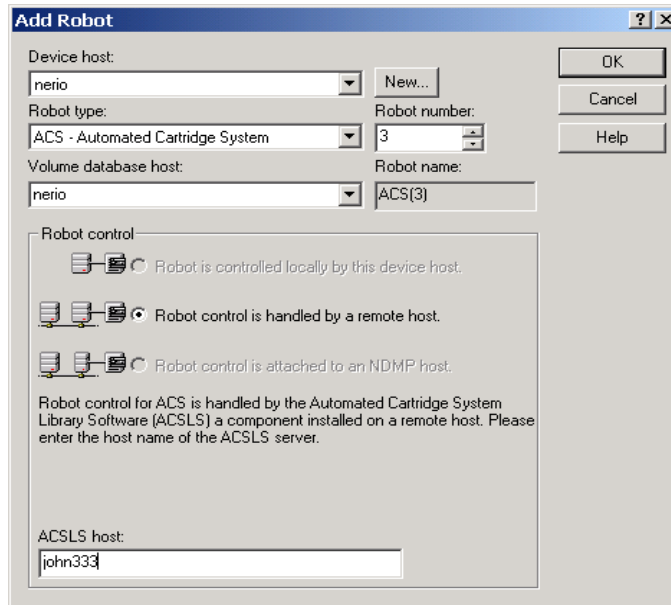 Add Robot
Device host:
nerio
New...
Robot type:
Robot number:
ACS - Automated Cartridge System
3
Volume database host:
Robot name:
nerio
ACS(3)
OK
Cancel
Help
Robot control
Robot is controlled locally by this device host.
Robot control is handled by a remote host.
Robot control is attached to an NDMP host.
Robot control for ACS is handled by the Automated Cartridge System
Library Software (ACSLS) a component installed on a remote host. Please
enter the host name of the ACSLS server.
ACSLS host:
john333